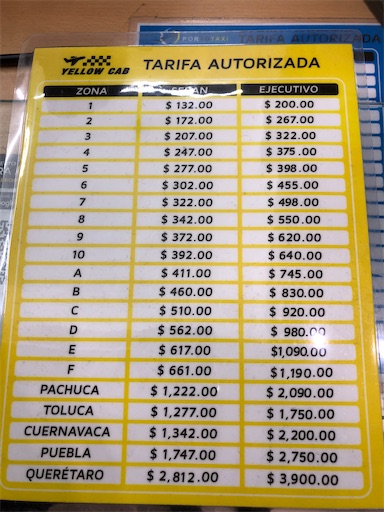 POR TAXI TARIFA AUTORIZADA
YELLOW CAB TARIFA AUTORIZADA
ZONA SEDAN EJECUTIVO
1 $ 132.00 $ 200.00
2 $ 172.00 $ 267.00
3 $ 207.00 $ 322.00
4 $ 247.00 $ 375.00
5 $ 277.00 $ 398.00
6 $ 302.00 $ 455.00
7 $ 322.00 $ 498.00
8 $ 342.00 $ 550.00
9 $ 372.00 $ 620.00
10 $ 392.00 $ 640.00
A $ 411.00 $ 745.00
B $ 460.00 $ 830.00
C $ 510.00 $ 920.00
D $ 562.00 $ 980.00
E $ 617.00 $1,090.00
F $ 661.00 $1,190.00
PACHUCA $ 1,222.00 $ 2,090.00
TOLUCA $ 1,277.00 $ 1,750.00
CUERNAVACA $ 1,342.00 $ 2,200.00
PUEBLA $ 1,747.00 $ 2,750.00
QUERÉTARO $ 2,812.00 $ 3,900.00